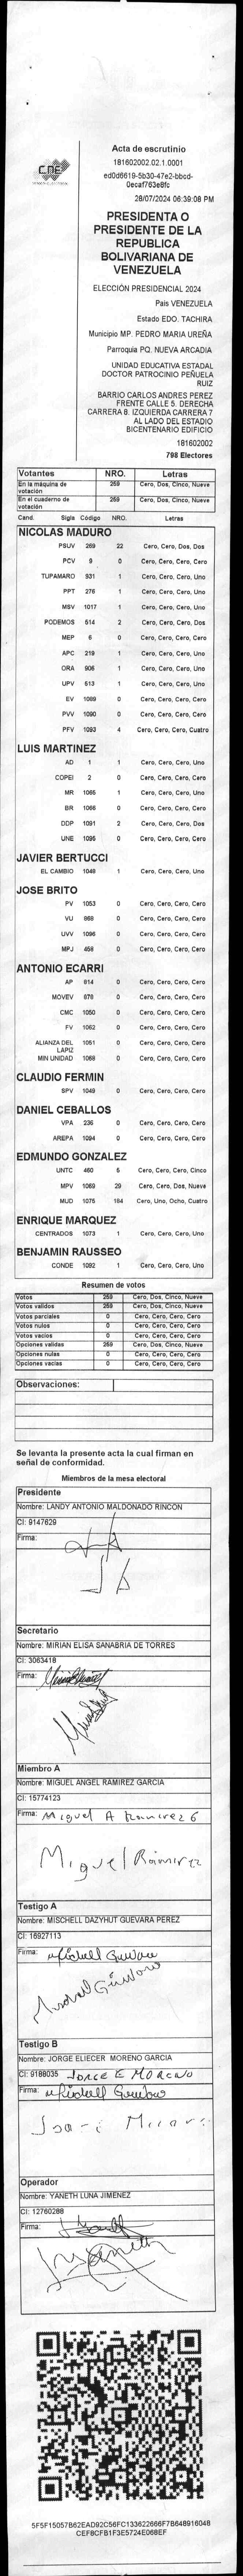 Acta de escrutinio
181602002.02.1.0001
ed0d6619-5b30-47e2-bbcd-
0ecaf763e8fc
28/07/2024 06:39:08 PM
CNE
PRESIDENTA O
PRESIDENTE DE LA
REPUBLICA
BOLIVARIANA DE
VENEZUELA
ELECCIÓN PRESIDENCIAL 2024
País VENEZUELA
Estado EDO. TACHIRA
Municipio MP. PEDRO MARIA UREÑA
Parroquia PQ. NUEVA ARCADIA
UNIDAD EDUCATIVA ESTADAL
DOCTOR PATROCINIO PEÑUELA
RUIZ
BARRIO CARLOS ANDRES PEREZ
FRENTE CALLE 5. DERECHA
CARRERA 8. IZQUIERDA CARRERA 7
AL LADO DEL ESTADIO
BICENTENARIO EDIFICIO
181602002
798 Electores
Votantes NRO. Letras
En la máquina de votación 259 Cero, Dos, Cinco, Nueve
En el cuaderno de votación 259 Cero, Dos, Cinco, Nueve
Cand. Sigla Código NRO. Letras
NICOLAS MADURO
PSUV 269 22 Cero, Cero, Dos, Dos
PCV 9 0 Cero, Cero, Cero, Cero
TUPAMARO 931 1 Cero, Cero, Cero, Uno
PPT 276 1 Cero, Cero, Cero, Uno
MSV 1017 1 Cero, Cero, Cero, Uno
PODEMOS 514 2 Cero, Cero, Cero, Dos
MEP 6 0 Cero, Cero, Cero, Cero
APC 219 1 Cero, Cero, Cero, Uno
ORA 906 1 Cero, Cero, Cero, Uno
UPV 613 1 Cero, Cero, Cero, Uno
EV 1089 0 Cero, Cero, Cero, Cero
PVV 1090 0 Cero, Cero, Cero, Cero
PFV 1093 4 Cero, Cero, Cero, Cuatro
LUIS MARTINEZ
AD 1 1 Cero, Cero, Cero, Uno
COPEI 2 0 Cero, Cero, Cero, Cero
MR 1065 1 Cero, Cero, Cero, Uno
BR 1066 0 Cero, Cero, Cero, Cero
DDP 1091 2 Cero, Cero, Cero, Dos
UNE 1095 0 Cero, Cero, Cero, Cero
JAVIER BERTUCCI
EL CAMBIO 1048 1 Cero, Cero, Cero, Uno
JOSE BRITO
PV 1053 0 Cero, Cero, Cero, Cero
VU 868 0 Cero, Cero, Cero, Cero
UVV 1096 0 Cero, Cero, Cero, Cero
MPJ 458 0 Cero, Cero, Cero, Cero
ANTONIO ECARRI
AP 814 0 Cero, Cero, Cero, Cero
MOVEV 878 0 Cero, Cero, Cero, Cero
CMC 1050 0 Cero, Cero, Cero, Cero
FV 1062 0 Cero, Cero, Cero, Cero
ALIANZA DEL LAPIZ 1051 0 Cero, Cero, Cero, Cero
MIN UNIDAD 1068 0 Cero, Cero, Cero, Cero
CLAUDIO FERMIN
SPV 1049 0 Cero, Cero, Cero, Cero
DANIEL CEBALLOS
VPA 236 0 Cero, Cero, Cero, Cero
AREPA 1094 0 Cero, Cero, Cero, Cero
EDMUNDO GONZALEZ
UNTC 460 5 Cero, Cero, Cero, Cinco
MPV 1069 29 Cero, Cero, Dos, Nueve
MUD 1075 184 Cero, Uno, Ocho, Cuatro
ENRIQUE MARQUEZ
CENTRADOS 1073 1 Cero, Cero, Cero, Uno
BENJAMIN RAUSSEO
CONDE 1092 1 Cero, Cero, Cero, Uno
Resumen de votos
Votos 259 Cero, Dos, Cinco, Nueve
Votos validos 259 Cero, Dos, Cinco, Nueve
Votos parciales 0 Cero, Cero, Cero, Cero
Votos nulos 0 Cero, Cero, Cero, Cero
Votos vacios 0 Cero, Cero, Cero, Cero
Opciones validas 259 Cero, Dos, Cinco, Nueve
Opciones nulas 0 Cero, Cero, Cero, Cero
Opciones vacias 0 Cero, Cero, Cero, Cero
Observaciones:
Se levanta la presente acta la cual firman en
señal de conformidad.
Miembros de la mesa electoral
Presidente
Nombre: LANDY ANTONIO MALDONADO RINCON
CI: 9147629
Firma:
Secretario
Nombre: MIRIAN ELISA SANABRIA DE TORRES
CI: 3063418
Firma:
Miembro A
Nombre: MIGUEL ANGEL RAMIREZ GARCIA
CI: 15774123
Firma: Miguel A Ramirez G
Miguel Ramirez
Testigo A
Nombre: MISCHELL DAZYHUT GUEVARA PEREZ
CI: 16927113
Firma:
Testigo B
Nombre: JORGE ELIECER MORENO GARCIA
CI: 9188035 JORGE E MORENO
Firma:
Operador
Nombre: YANETH LUNA JIMENEZ
CI: 12760288
Firma:
5F5F15057B62EAD92C56FC133622666F7B648916048
CEF8CFB1F3E5724E068EF